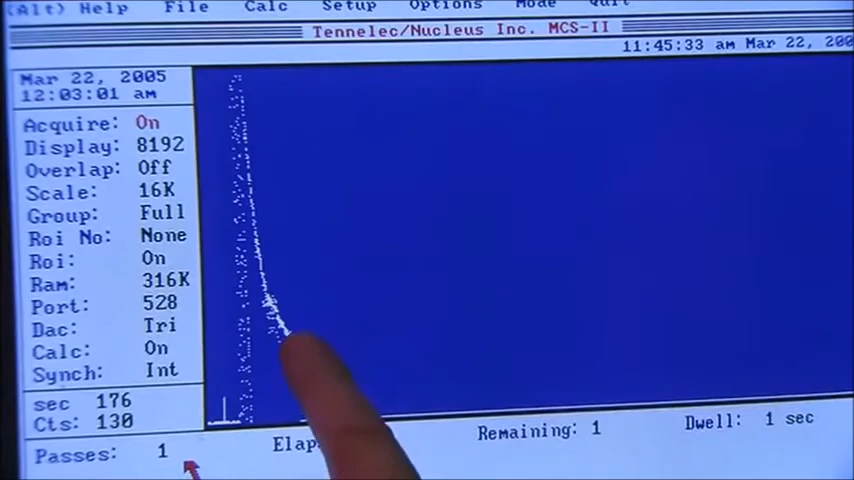 (Alt) Help File Calc Setup Options Mode Quit
Tennelec/Nucleus Inc. MCS-II
11:45:33 am Mar 22,
Mar 22, 2005
12:03:01 am
Acquire: On
Display: 8192
Overlap: Off
Scale: 16K
Group: Full
Roi No: None
Roi: On
Ram: 316K
Port: 528
Dac: Tri
Calc: On
Synch: Int
sec 176
Cts: 130
Passes: 1
Elap
Remaining: 1
Dwell: 1 sec